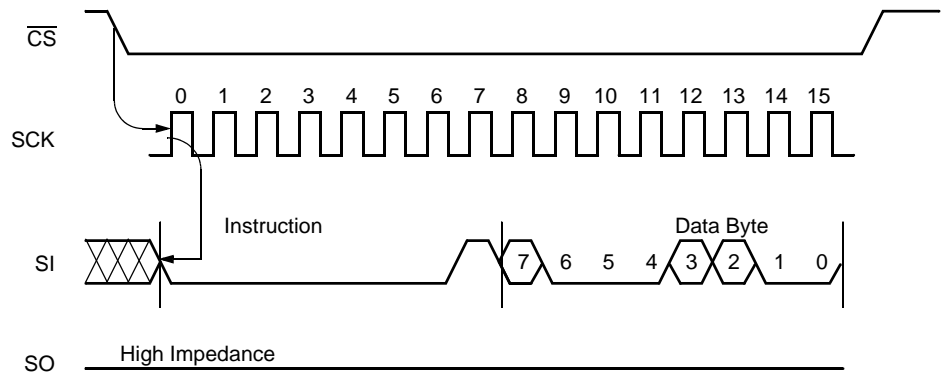 CS
0 1 2 3 4 5 6 7 8 9 10 11 12 13 14 15
SCK
Instruction
Data Byte
SI
7 6 5 4 3 2 1 0
High Impedance
SO